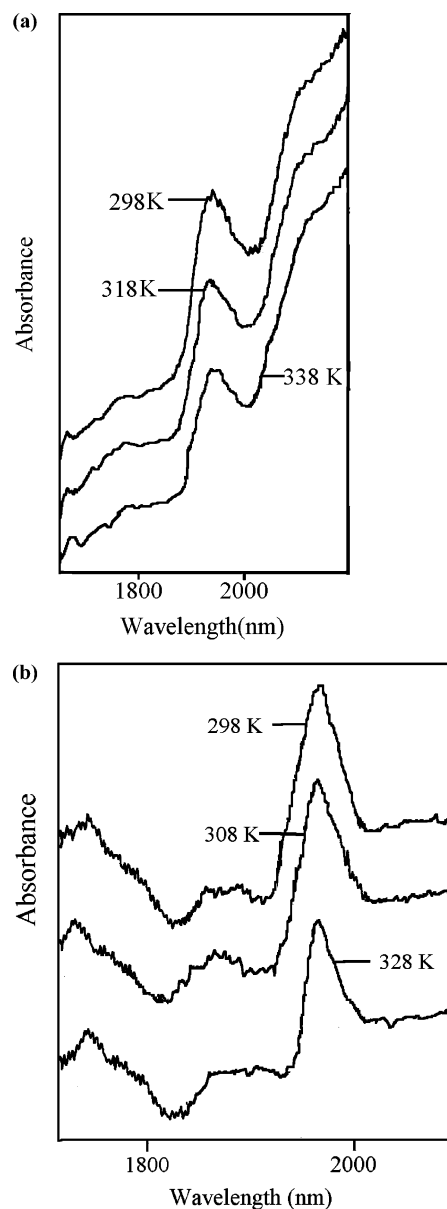 (a)
298K
318K
338 K
Absorbance
1800 2000
Wavelength(nm)
(b)
298 K
308 K
328 K
Absorbance
1800 2000
Wavelength (nm)